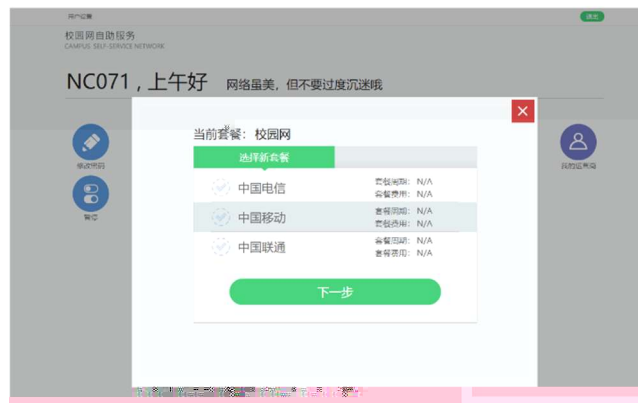 用户设置
退出
校园网自助服务
CAMPUS SELF-SERVICE NETWORK
NC071，上午好 网络虽美，但不要过度沉迷哦
当前套餐：校园网
选择新套餐
中国电信
套餐周期：N/A
套餐费用：N/A
中国移动
套餐周期：N/A
套餐费用：N/A
中国联通
套餐周期：N/A
套餐费用：N/A
下一步
修改密码
暂停
我的运营商